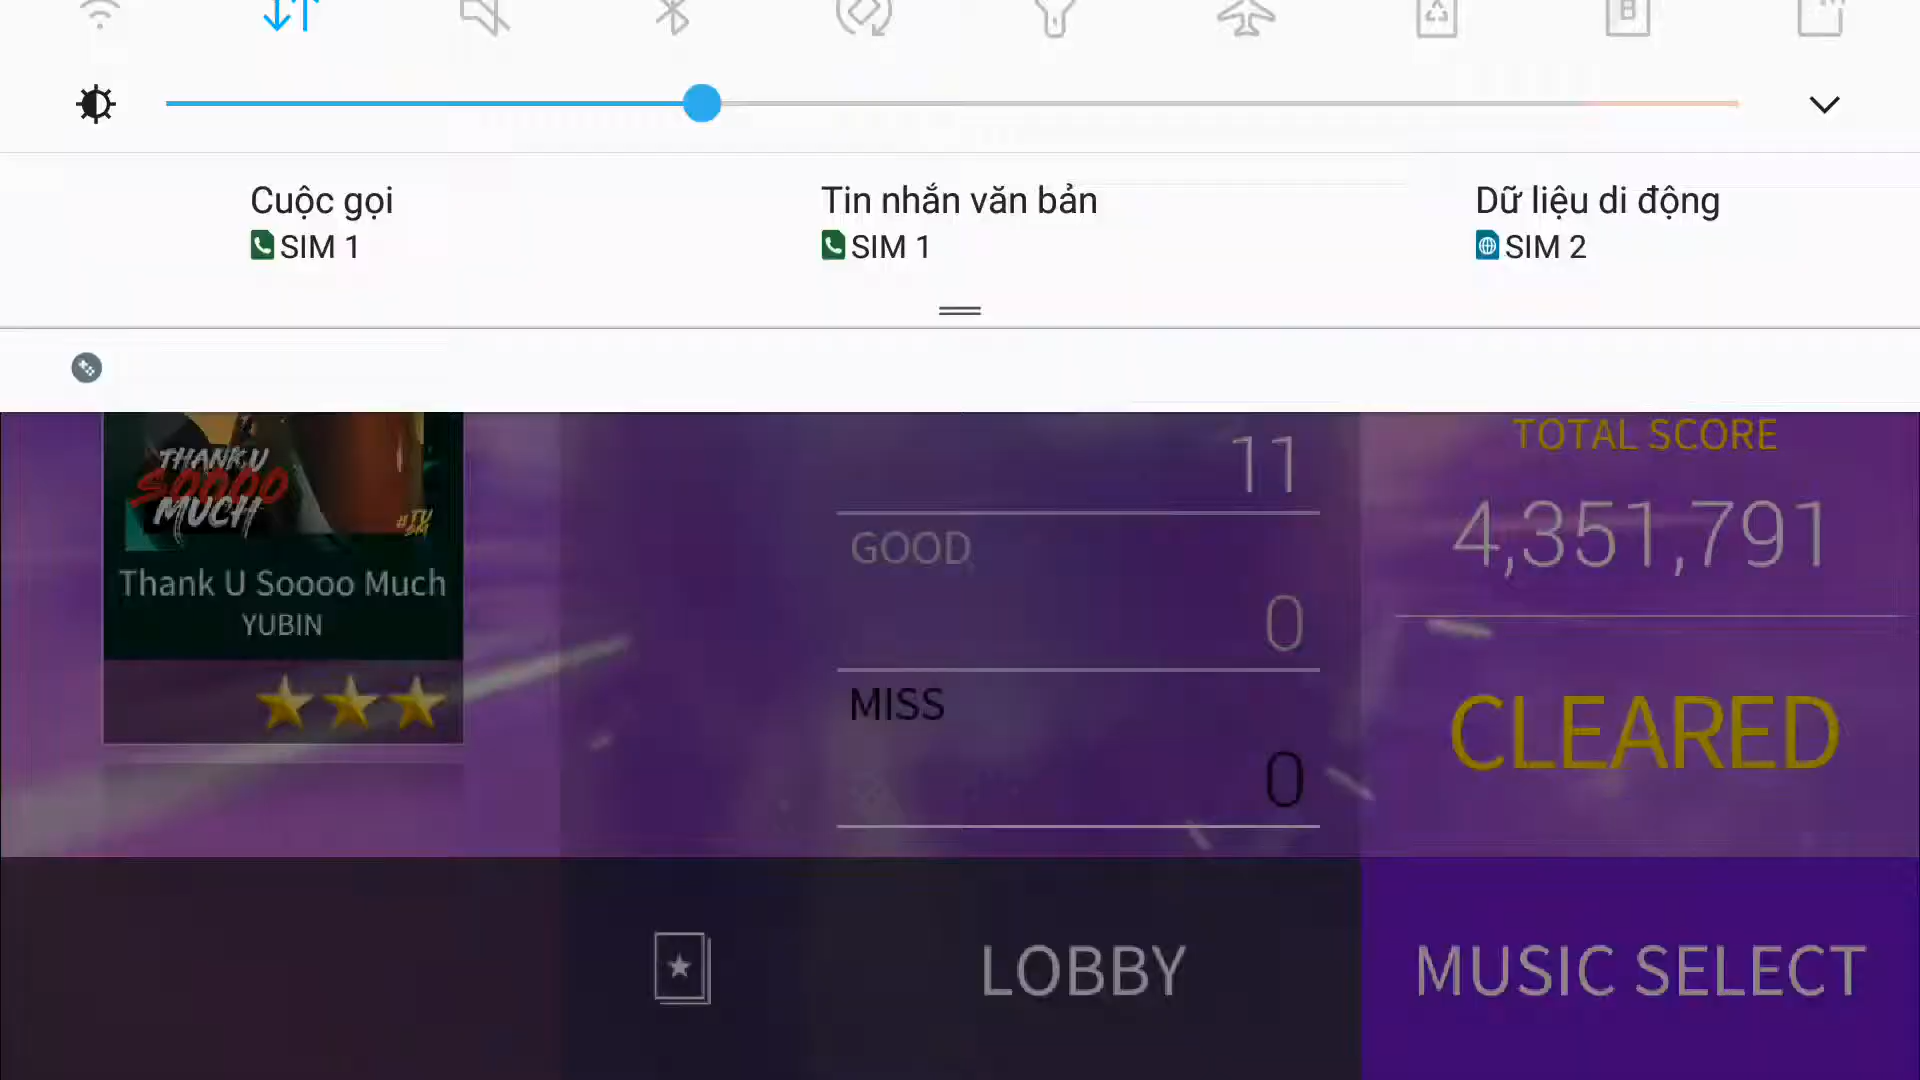 Cuộc gọi
SIM 1
Tin nhắn văn bản
SIM 1
Dữ liệu di động
SIM 2
THANK U
SOOOO
MUCH
Thank U Soooo Much
YUBIN
11
GOOD
0
MISS
0
TOTAL SCORE
4,351,791
CLEARED
LOBBY
MUSIC SELECT